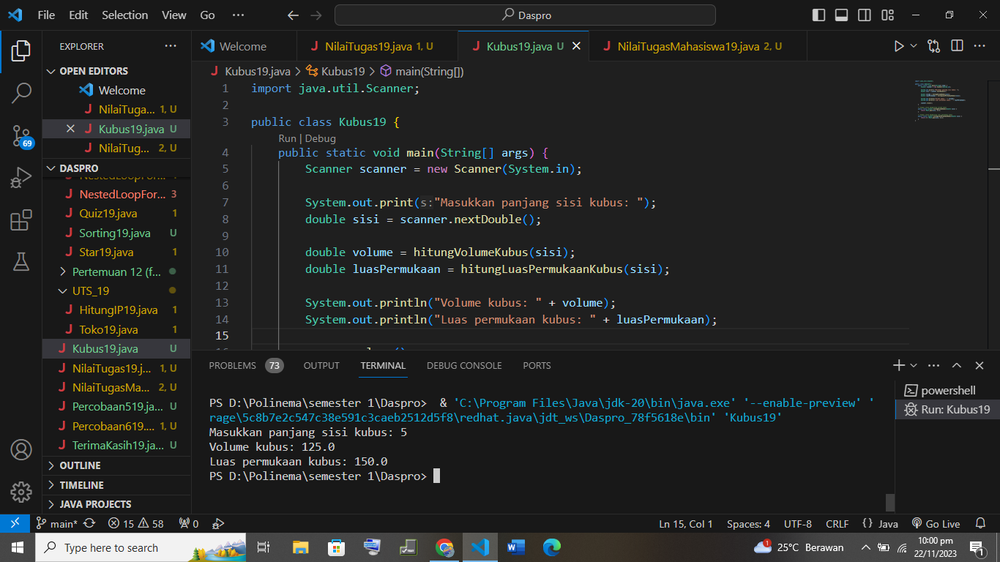 File Edit Selection View Go ··· Daspro
EXPLORER ···
OPEN EDITORS
Welcome
NilaiTuga... 1, U
Kubus19.java U
NilaiTug... 2, U
DASPRO
NestedLoopFor...
NestedLoopFor... 3
Quiz19.java 1
Sorting19.java U
Star19.java 1
Pertemuan 12 (f...
UTS_19
HitungIP19.java 1
Toko19.java 1
Kubus19.java U
NilaiTugas19.j... 1, U
NilaiTugasMa... 2, U
Percobaan519.ja... U
Percobaan619.... 1, U
TerimaKasih19.ja... U
OUTLINE
TIMELINE
JAVA PROJECTS
69
Welcome NilaiTugas19.java 1, U Kubus19.java U NilaiTugasMahasiswa19.java 2, U
Kubus19.java > Kubus19 > main(String[])
1 import java.util.Scanner;
2
3 public class Kubus19 {
Run | Debug
4 public static void main(String[] args) {
5 Scanner scanner = new Scanner(System.in);
6
7 System.out.print(s:"Masukkan panjang sisi kubus: ");
8 double sisi = scanner.nextDouble();
9
10 double volume = hitungVolumeKubus(sisi);
11 double luasPermukaan = hitungLuasPermukaanKubus(sisi);
12
13 System.out.println("Volume kubus: " + volume);
14 System.out.println("Luas permukaan kubus: " + luasPermukaan);
15
PROBLEMS 73 OUTPUT TERMINAL DEBUG CONSOLE PORTS
PS D:\Polinema\semester 1\Daspro> & 'C:\Program Files\Java\jdk-20\bin\java.exe' '--enable-preview' '
rage\5c8b7e2c547c38e591c3caeb2512d5f8\redhat.java\jdt_ws\Daspro_78f5618e\bin' 'Kubus19'
Masukkan panjang sisi kubus: 5
Volume kubus: 125.0
Luas permukaan kubus: 150.0
PS D:\Polinema\semester 1\Daspro>
powershell
Run: Kubus19
main* 15 58 0 Ln 15, Col 1 Spaces: 4 UTF-8 CRLF {} Java Go Live
Type here to search 1 25°C Berawan 10:00 pm
22/11/2023 1